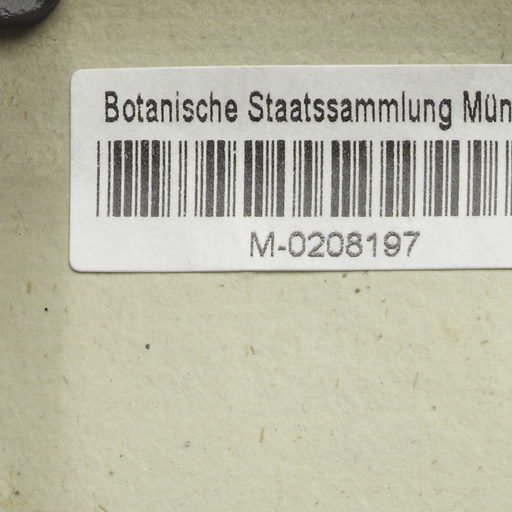 Botanische Staatssammlung Mün
M-0208197